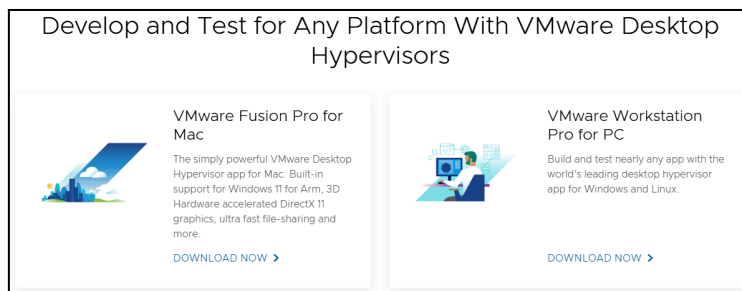 Develop and Test for Any Platform With VMware Desktop
Hypervisors
VMware Fusion Pro for
Mac
The simply powerful VMware Desktop
Hypervisor app for Mac. Built-in
support for Windows 11 for Arm, 3D
Hardware accelerated DirectX 11
graphics, ultra fast file-sharing and
more.
DOWNLOAD NOW >
VMware Workstation
Pro for PC
Build and test nearly any app with the
world's leading desktop hypervisor
app for Windows and Linux.
DOWNLOAD NOW >